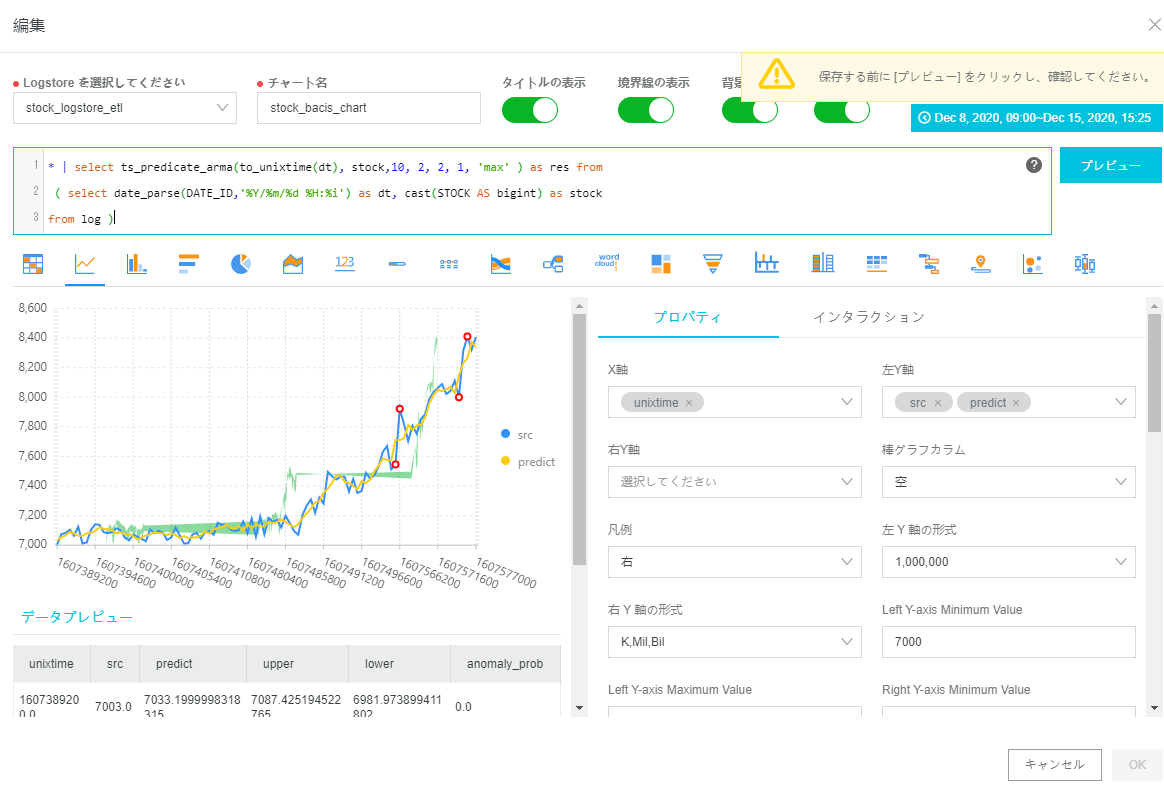 編集
Logstore を選択してください
チャート名
タイトルの表示
境界線の表示
背景
保存する前に [プレビュー] をクリックし、確認してください。
stock_logstore_etl
stock_bacis_chart
Dec 8, 2020, 09:00~Dec 15, 2020, 15:25
1 * | select ts_predicate_arma(to_unixtime(dt), stock,10, 2, 2, 1, 'max' ) as res from
2 ( select date_parse(DATE_ID,'%Y/%m/%d %H:%i') as dt, cast(STOCK AS bigint) as stock
3 from log )
プレビュー
123
word cloud
8,600
8,400
8,200
8,000
7,800
7,600
7,400
7,200
7,000
1607389200
1607394600
1607400000
1607405400
1607410800
1607480400
1607485800
1607491200
1607496600
1607566200
1607571600
1607577000
src
predict
データプレビュー
unixtime src predict upper lower anomaly_prob
1607389200.0 7003.0 7033.1999998318315 7087.425194522765 6981.973899411802 0.0
プロパティ
インタラクション
X軸
左Y軸
unixtime ×
src × predict ×
右Y軸
棒グラフカラム
選択してください
空
凡例
左 Y 軸の形式
右
1,000,000
右 Y 軸の形式
Left Y-axis Minimum Value
K,Mil,Bil
7000
Left Y-axis Maximum Value
Right Y-axis Minimum Value
キャンセル
OK